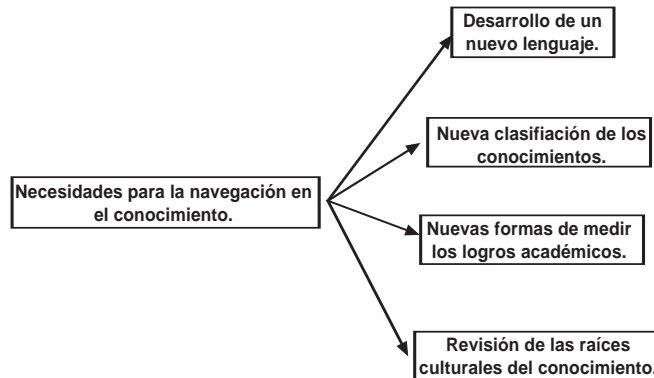 Desarrollo de un
nuevo lenguaje.
Nueva clasifiación de los
conocimientos.
Necesidades para la navegación en
el conocimiento.
Nuevas formas de medir
los logros académicos.
Revisión de las raíces
culturales del conocimiento.